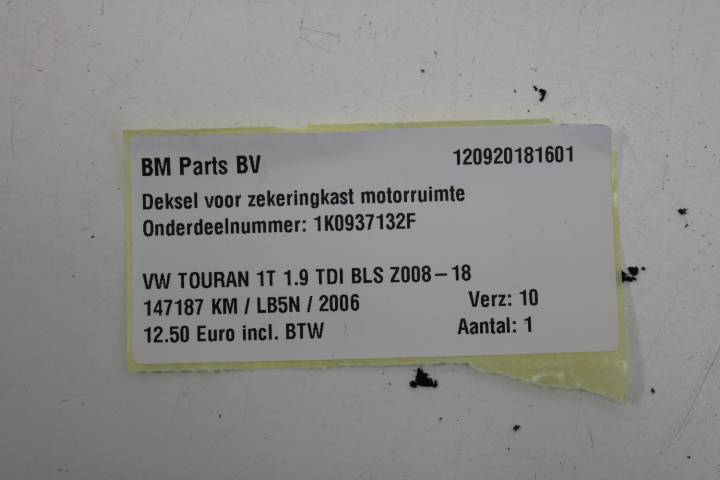 BM Parts BV 120920181601
Deksel voor zekeringkast motorruimte
Onderdeelnummer: 1K0937132F
VW TOURAN 1T 1.9 TDI BLS Z008-18
147187 KM / LB5N / 2006 Verz: 10
12.50 Euro incl. BTW Aantal: 1